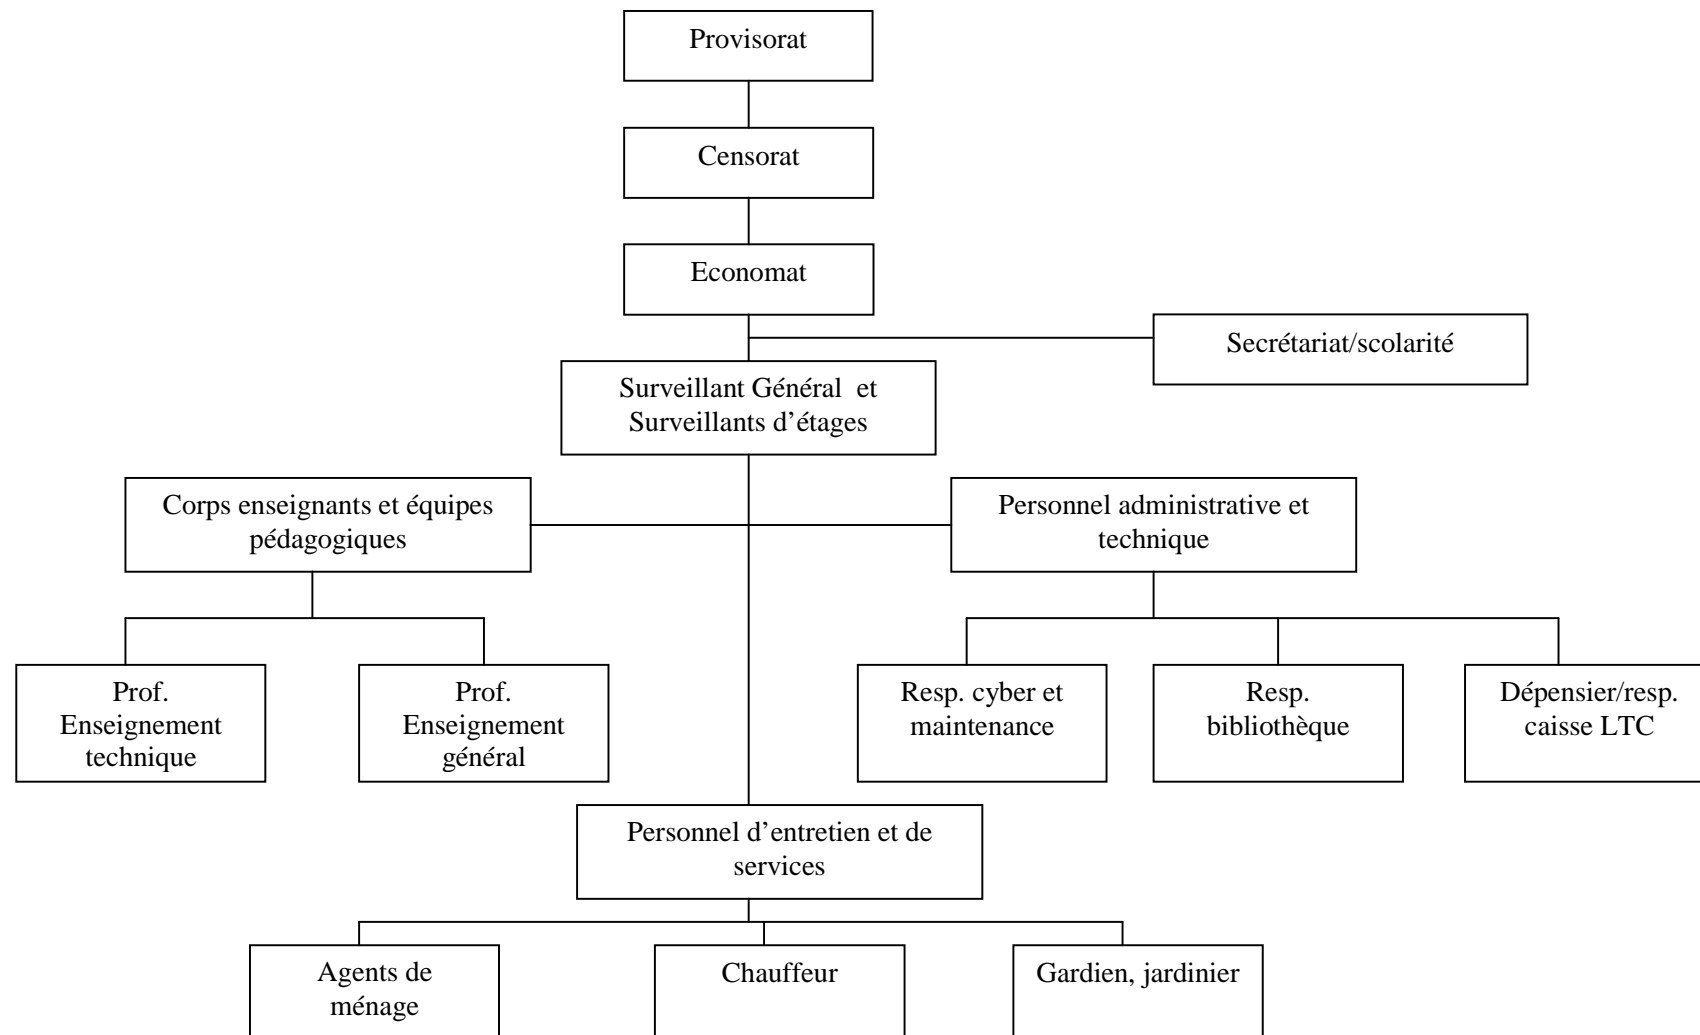 Provisorat
Censorat
Economat
Secrétariat/scolarité
Surveillant Général  et
Surveillants d’étages
Corps enseignants et équipes
pédagogiques
Personnel administrative et
technique
Prof.
Enseignement
technique
Prof.
Enseignement
général
Resp. cyber et
maintenance
Resp.
bibliothèque
Dépensier/resp.
caisse LTC
Personnel d’entretien et de
services
Agents de
ménage
Chauffeur
Gardien, jardinier